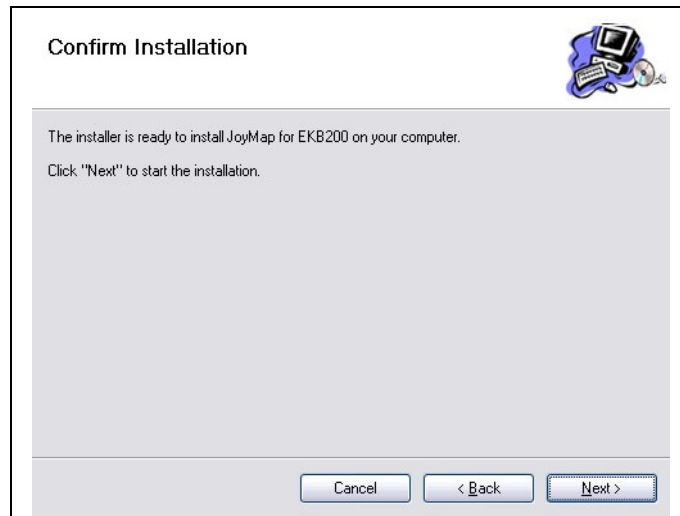 Confirm Installation
The installer is ready to install JoyMap for EKB200 on your computer.
Click "Next" to start the installation.
Cancel
< Back
Next >